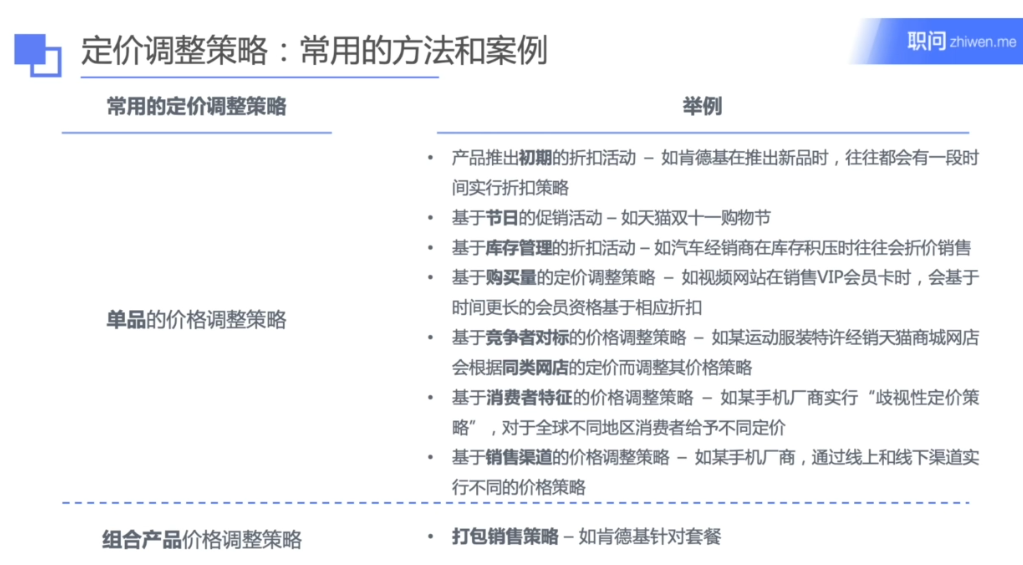 定价调整策略：常用的方法和案例
职问 zhiwen.me
常用的定价调整策略
举例
• 产品推出初期的折扣活动 – 如肯德基在推出新品时，往往都会有一段时
间实行折扣策略
• 基于节日的促销活动 – 如天猫双十一购物节
• 基于库存管理的折扣活动 – 如汽车经销商在库存积压时往往会折价销售
• 基于购买量的定价调整策略 – 如视频网站在销售VIP会员卡时，会基于
时间更长的会员资格基于相应折扣
单品的价格调整策略
• 基于竞争者对标的价格调整策略 – 如某运动服装特许经销天猫商城网店
会根据同类网店的定价而调整其价格策略
• 基于消费者特征的价格调整策略 – 如某手机厂商实行“歧视性定价策
略”，对于全球不同地区消费者给予不同定价
• 基于销售渠道的价格调整策略 – 如某手机厂商，通过线上和线下渠道实
行不同的价格策略
组合产品价格调整策略
• 打包销售策略 – 如肯德基针对套餐